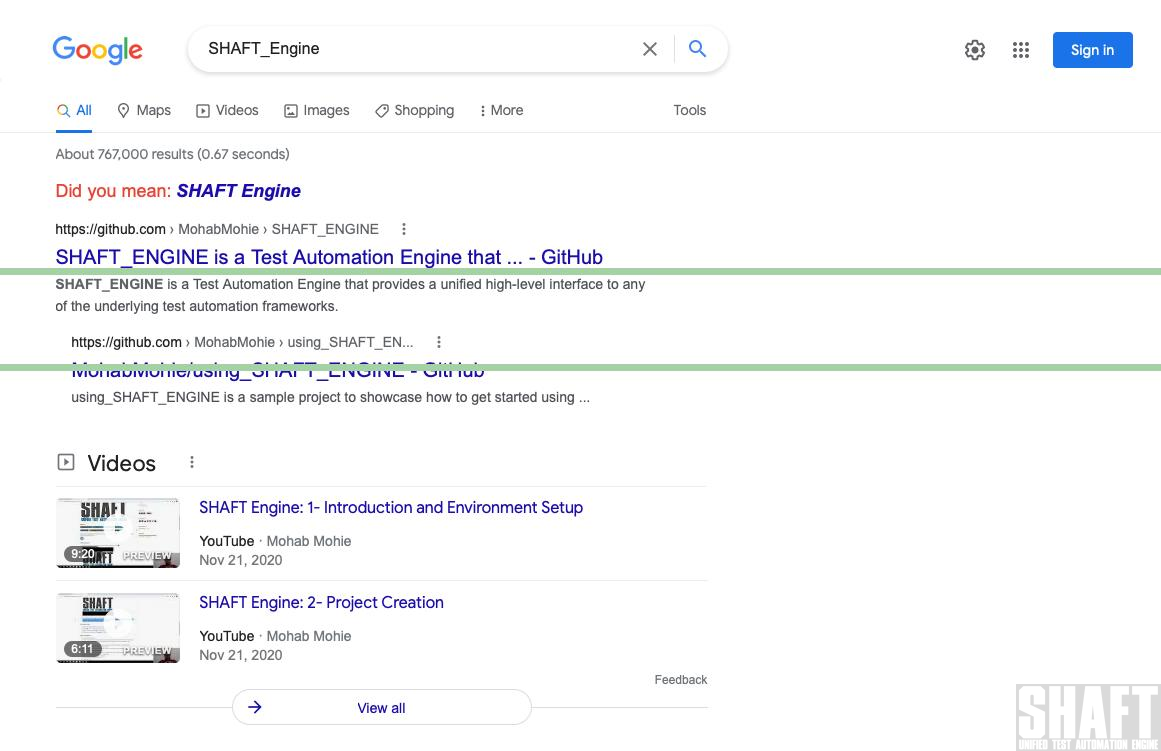 Google
SHAFT_Engine
Sign in
All Maps Videos Images Shopping More Tools
About 767,000 results (0.67 seconds)
Did you mean: SHAFT Engine
https://github.com › MohabMohie › SHAFT_ENGINE
SHAFT_ENGINE is a Test Automation Engine that ... - GitHub
SHAFT_ENGINE is a Test Automation Engine that provides a unified high-level interface to any
of the underlying test automation frameworks.
https://github.com › MohabMohie › using_SHAFT_EN...
MohabMohie/using_SHAFT_ENGINE - GitHub
using_SHAFT_ENGINE is a sample project to showcase how to get started using ...
Videos
SHAFT
9:20
PREVIEW
SHAFT Engine: 1- Introduction and Environment Setup
YouTube · Mohab Mohie
Nov 21, 2020
SHAFT
6:11
PREVIEW
SHAFT Engine: 2- Project Creation
YouTube · Mohab Mohie
Nov 21, 2020
Feedback
View all
SHAFT
UNIFIED TEST AUTOMATION ENGINE